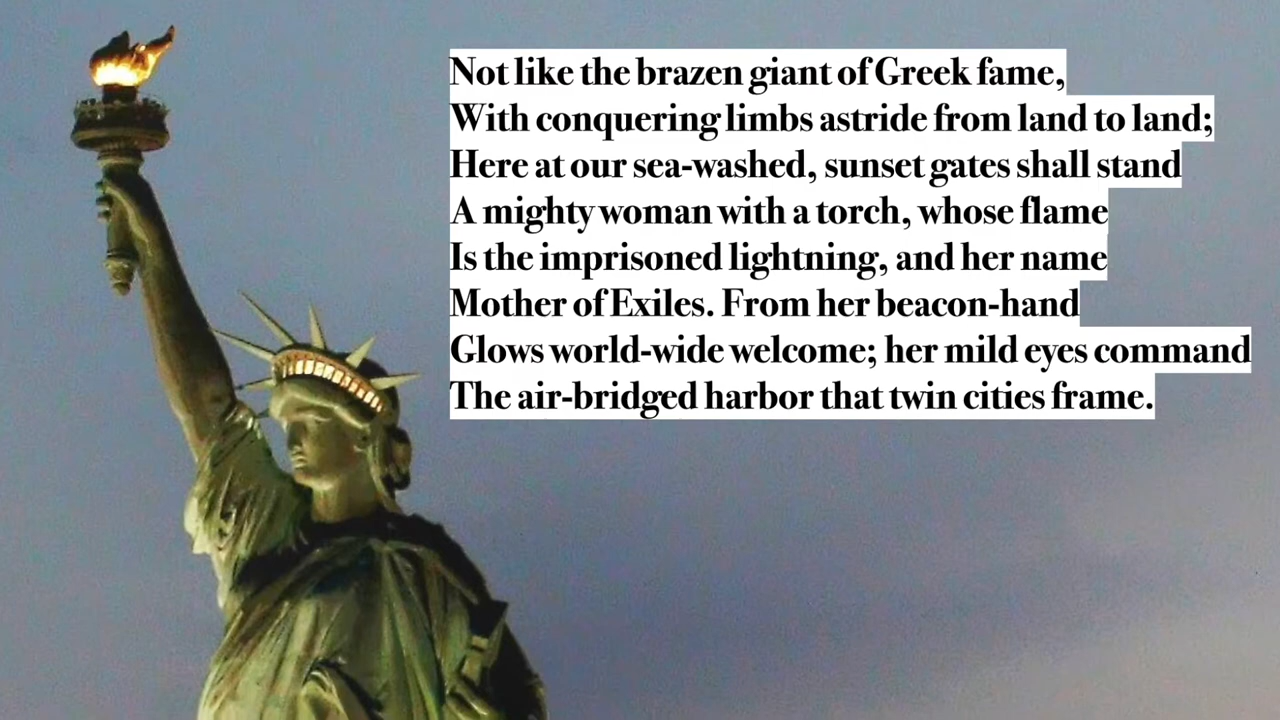 Not like the brazen giant of Greek fame,
With conquering limbs astride from land to land;
Here at our sea-washed, sunset gates shall stand
A mighty woman with a torch, whose flame
Is the imprisoned lightning, and her name
Mother of Exiles. From her beacon-hand
Glows world-wide welcome; her mild eyes command
The air-bridged harbor that twin cities frame.